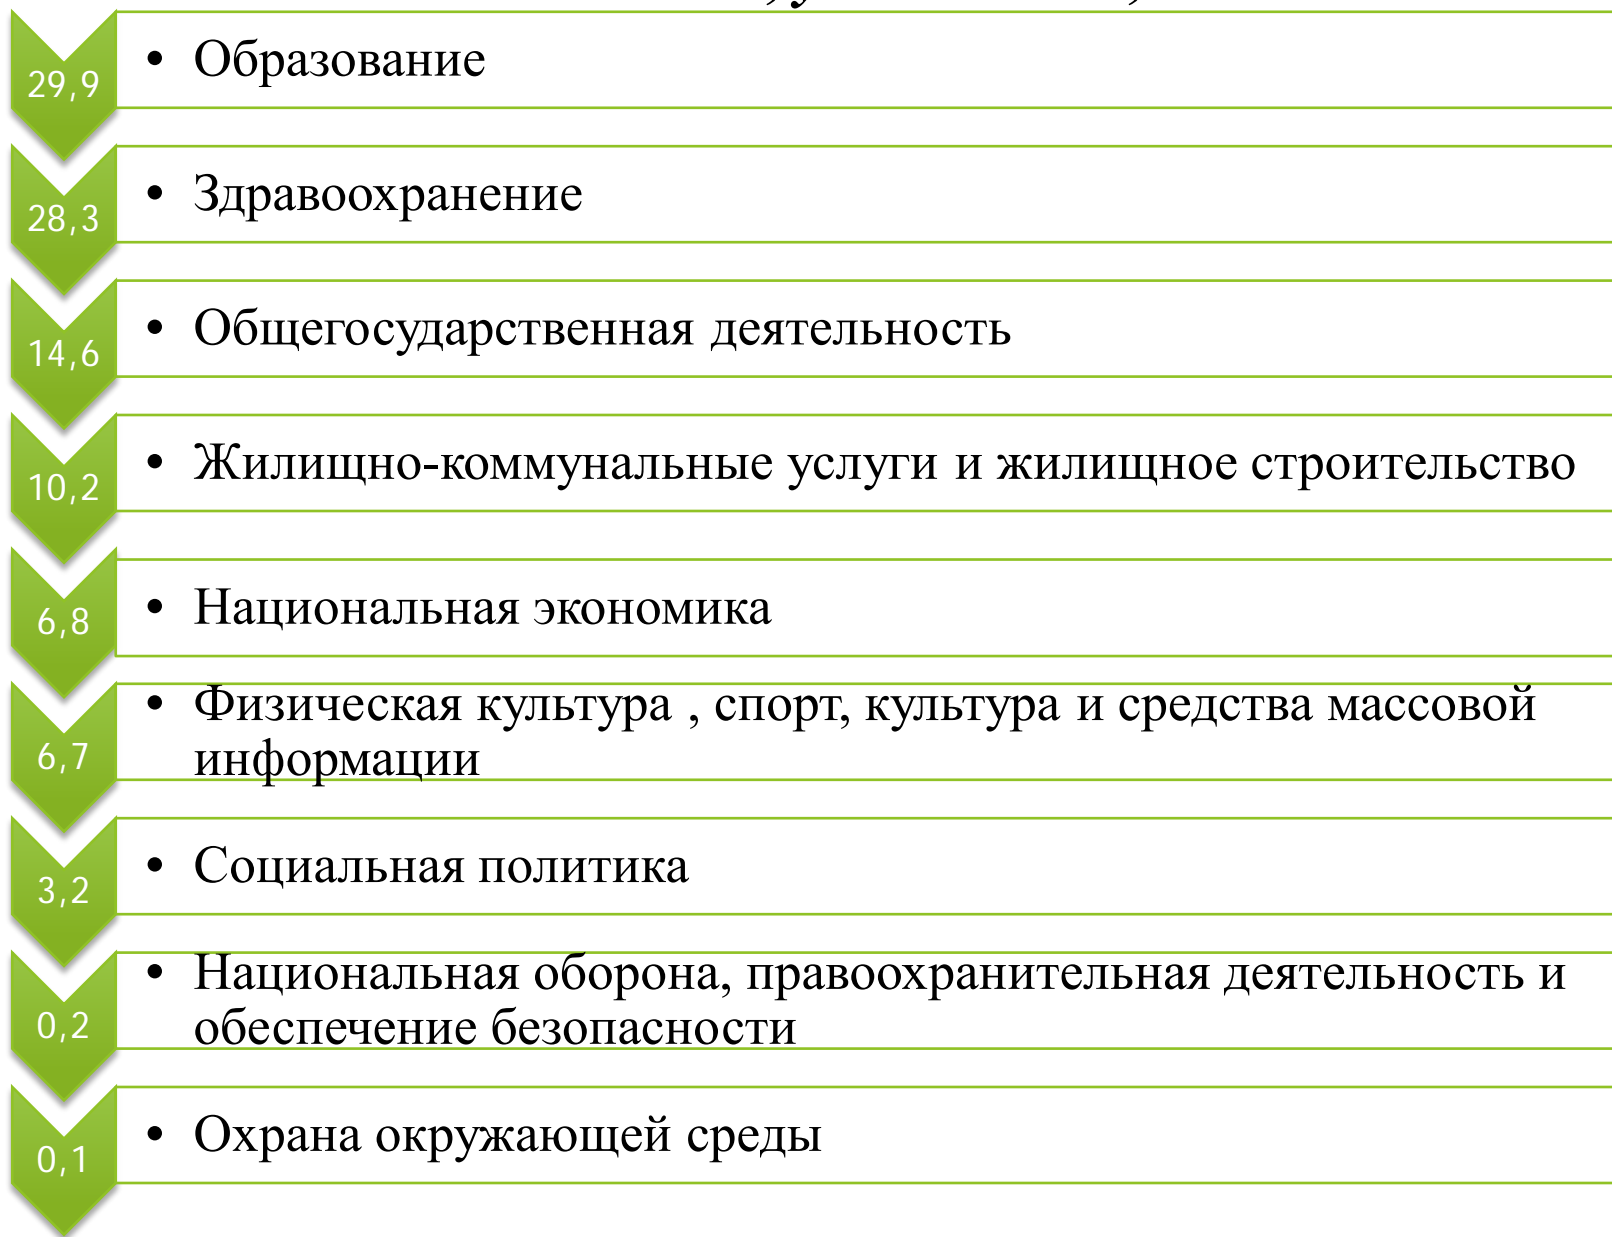 29,9
• Образование
28,3
• Здравоохранение
14,6
• Общегосударственная деятельность
10,2
• Жилищно-коммунальные услуги и жилищное строительство
6,8
• Национальная экономика
6,7
• Физическая культура , спорт, культура и средства массовой
информации
3,2
• Социальная политика
0,2
• Национальная оборона, правоохранительная деятельность и
обеспечение безопасности
0,1
• Охрана окружающей среды